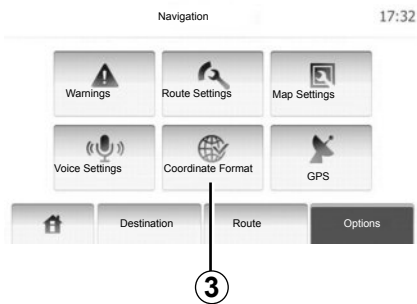 Navigation 17:32
Warnings Route Settings Map Settings
Voice Settings Coordinate Format GPS
Destination Route Options
3